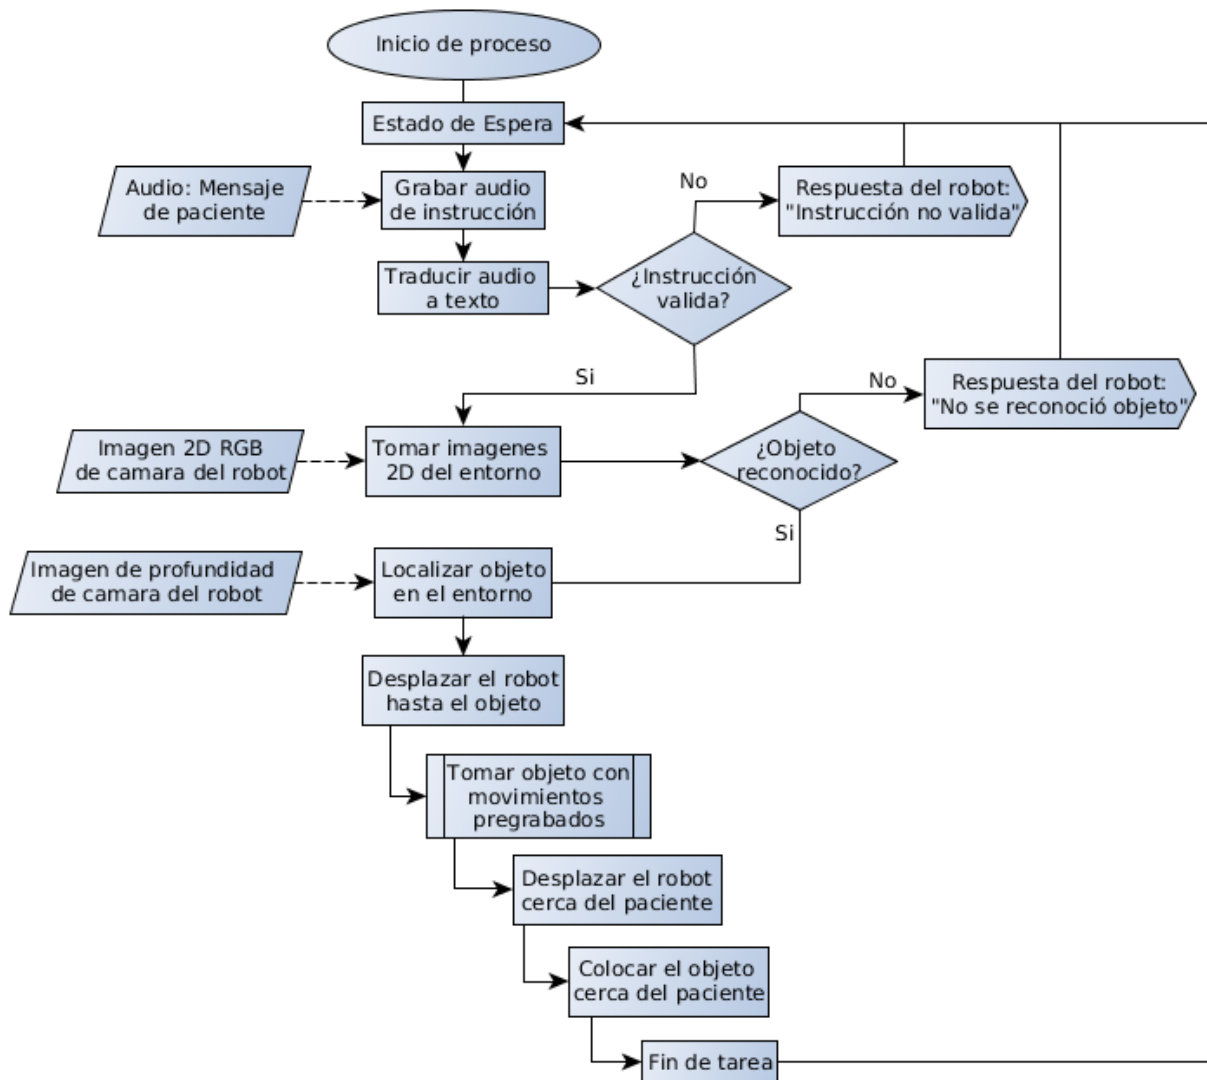 Inicio de proceso
Estado de Espera
Audio: Mensaje
de paciente
Grabar audio
de instrucción
No
Respuesta del robot:
"Instrucción no valida"
Traducir audio
a texto
¿Instrucción
valida?
Si
No
Respuesta del robot:
"No se reconoció objeto"
Imagen 2D RGB
de camara del robot
Tomar imagenes
2D del entorno
¿Objeto
reconocido?
Si
Imagen de profundidad
de camara del robot
Localizar objeto
en el entorno
Desplazar el robot
hasta el objeto
Tomar objeto con
movimientos
pregrabados
Desplazar el robot
cerca del paciente
Colocar el objeto
cerca del paciente
Fin de tarea